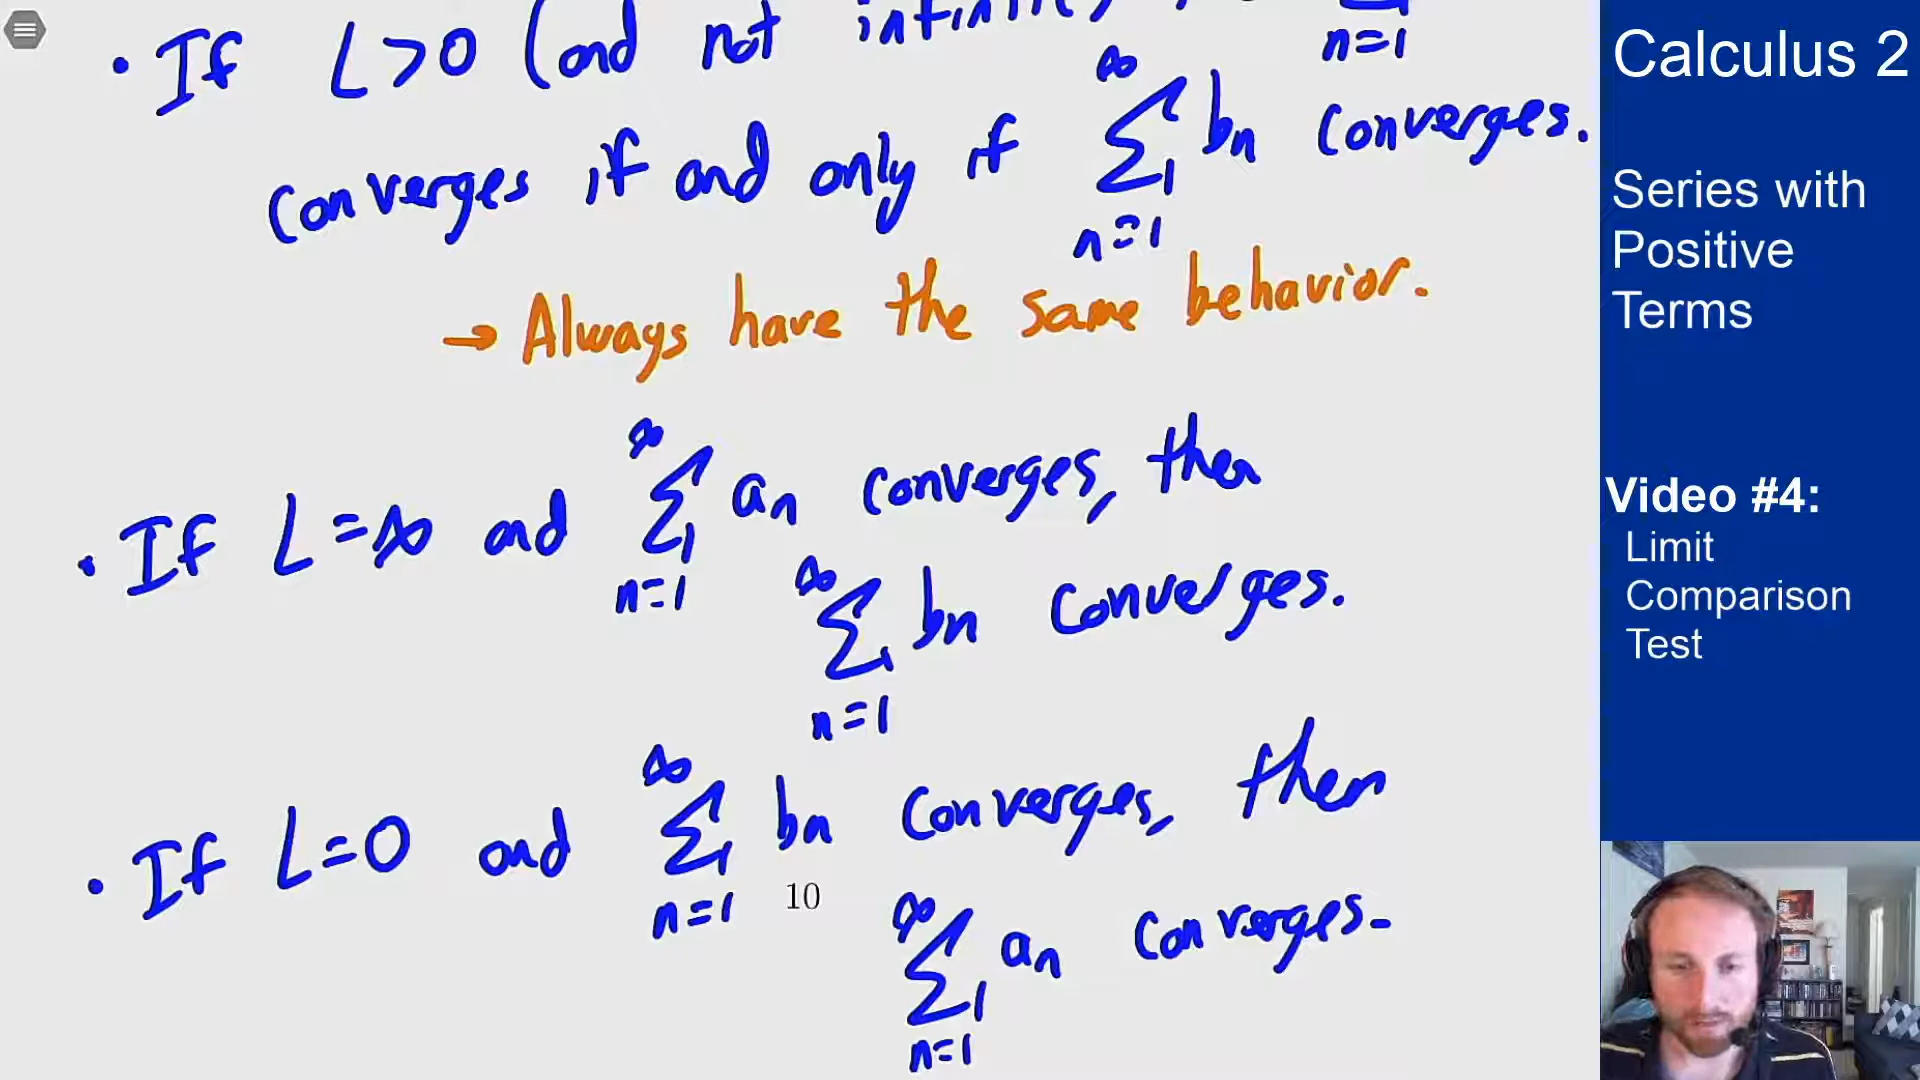 • If L>0 (and not infinite)
n=1
converges if and only if ∞ Σ n=1 bn converges.
→ Always have the same behavior.
• If L=∞ and ∞ Σ n=1 an converges, then
∞ Σ n=1 bn converges.
• If L=0 and ∞ Σ n=1 bn converges, then
10
∞ Σ n=1 an converges.
Calculus 2
Series with
Positive
Terms
Video #4:
Limit
Comparison
Test